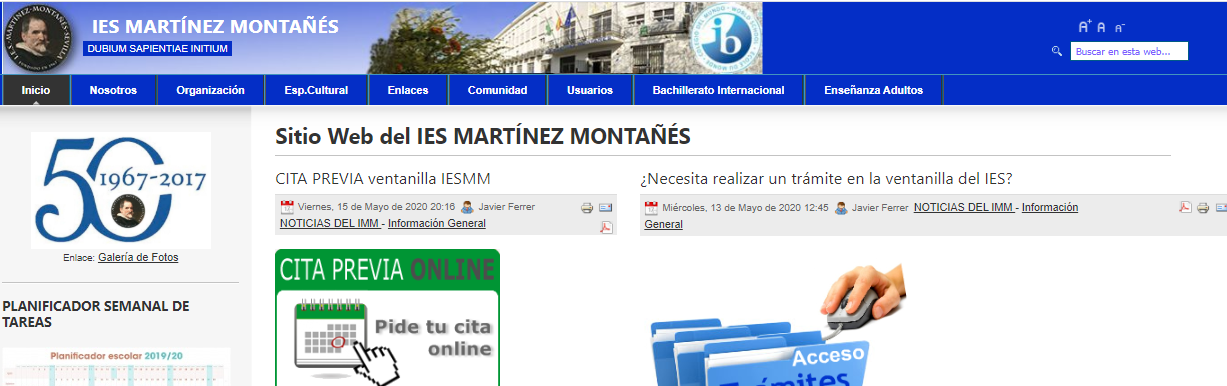 IES MARTÍNEZ MONTAÑÉS
DUBIUM SAPIENTIAE INITIUM
ib
A+ A A-
Buscar en esta web...
Inicio Nosotros Organización Esp.Cultural Enlaces Comunidad Usuarios Bachillerato Internacional Enseñanza Adultos
50 1967-2017
Enlace: Galería de Fotos
PLANIFICADOR SEMANAL DE
TAREAS
Planificador escolar 2019/20
Sitio Web del IES MARTÍNEZ MONTAÑÉS
CITA PREVIA ventanilla IESMM
Viernes, 15 de Mayo de 2020 20:16 Javier Ferrer
NOTICIAS DEL IMM - Información General
CITA PREVIA ONLINE
Pide tu cita
online
¿Necesita realizar un trámite en la ventanilla del IES?
Miércoles, 13 de Mayo de 2020 12:45 Javier Ferrer NOTICIAS DEL IMM - Información
General
Acceso
Trámites